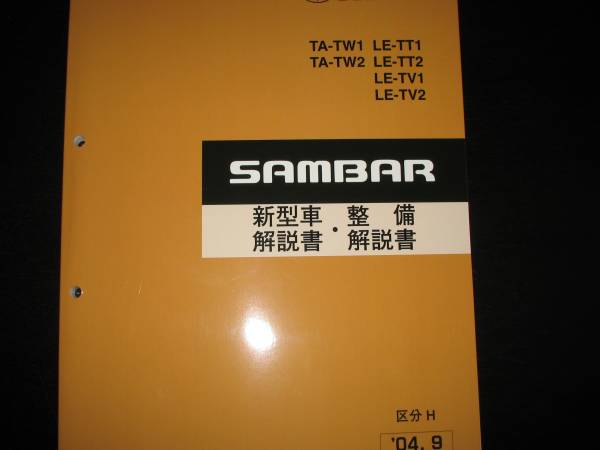 TA-TW1 LE-TT1
TA-TW2 LE-TT2
LE-TV1
LE-TV2
SAMBAR
新型車・整備
解説書・解説書
区分 H
'04. 9